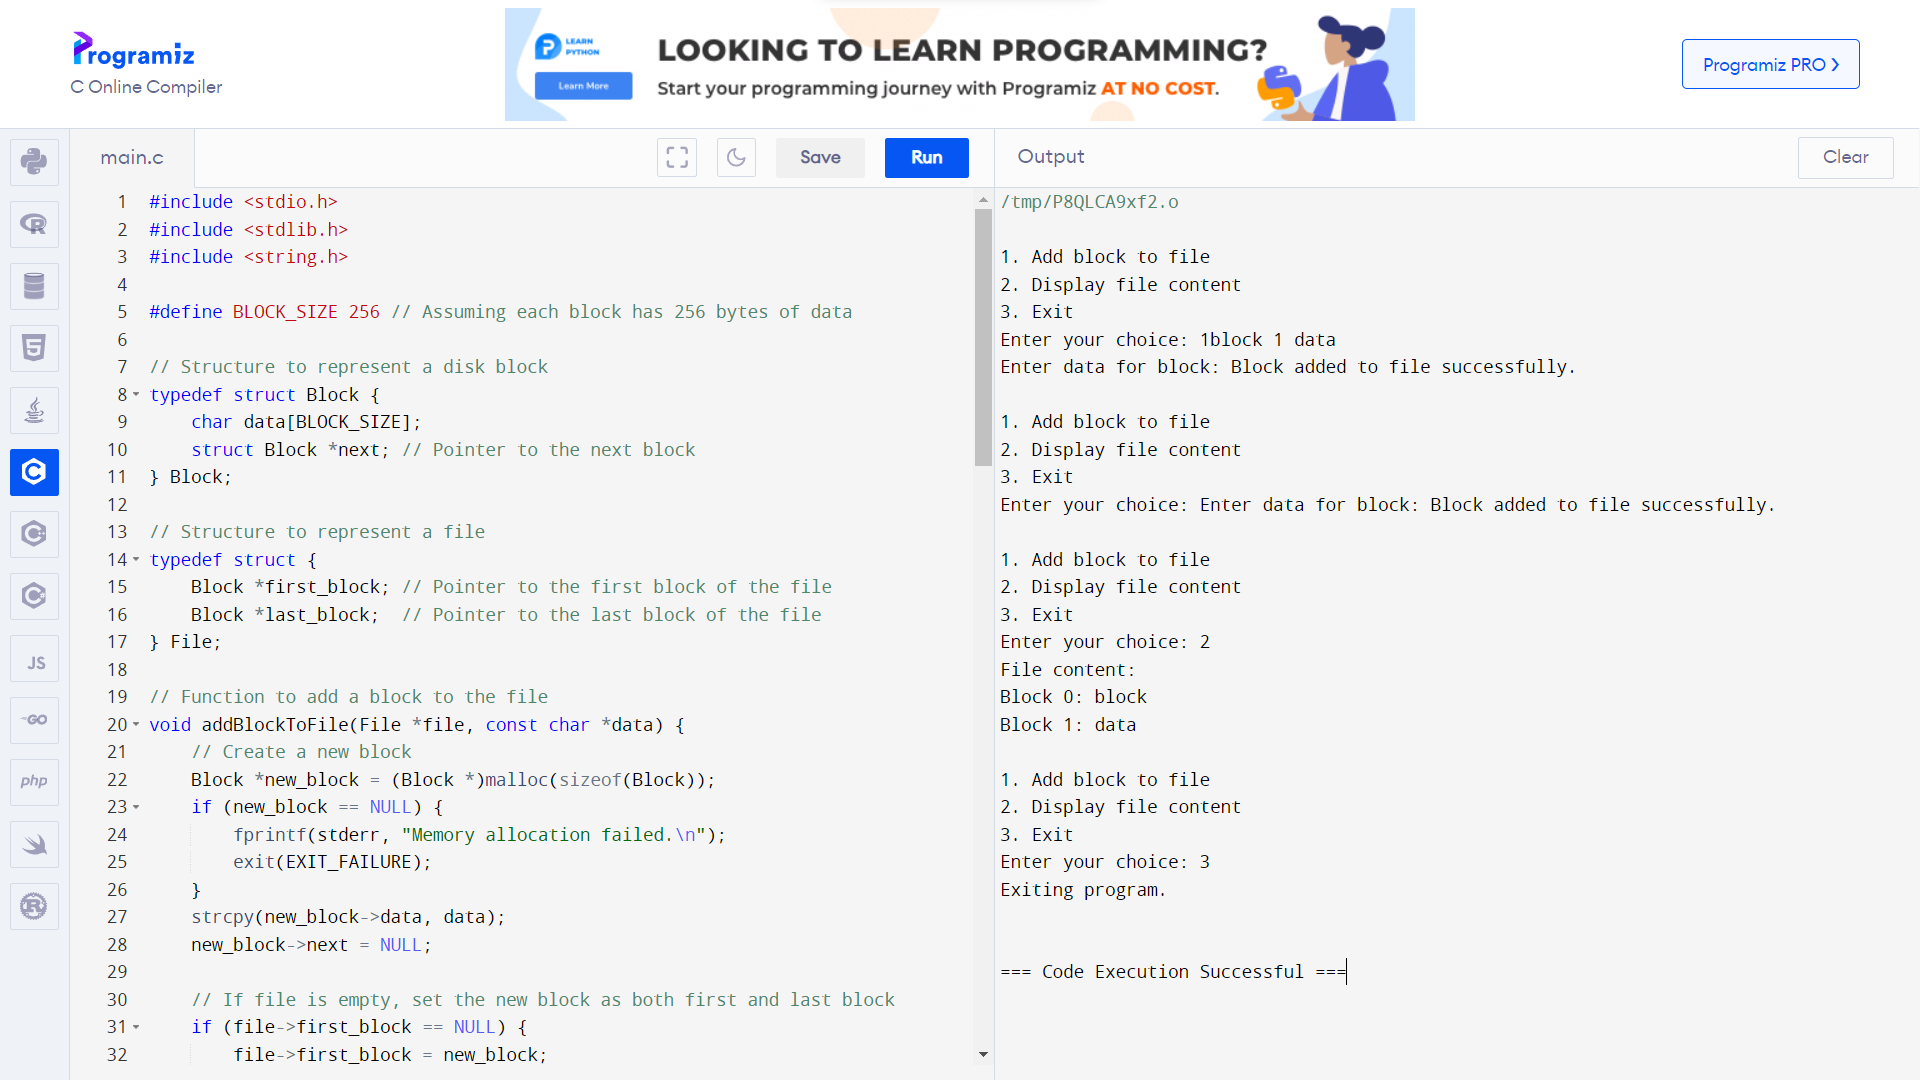 Programiz
C Online Compiler
LEARN
PYTHON
Learn More
LOOKING TO LEARN PROGRAMMING?
Start your programming journey with Programiz AT NO COST.
Programiz PRO
main.c
Save
Run
Output
Clear
JS
GO
php
1 #include <stdio.h>
2 #include <stdlib.h>
3 #include <string.h>
4
5 #define BLOCK_SIZE 256 // Assuming each block has 256 bytes of data
6
7 // Structure to represent a disk block
8 typedef struct Block {
9     char data[BLOCK_SIZE];
10     struct Block *next; // Pointer to the next block
11 } Block;
12
13 // Structure to represent a file
14 typedef struct {
15     Block *first_block; // Pointer to the first block of the file
16     Block *last_block;  // Pointer to the last block of the file
17 } File;
18
19 // Function to add a block to the file
20 void addBlockToFile(File *file, const char *data) {
21     // Create a new block
22     Block *new_block = (Block *)malloc(sizeof(Block));
23     if (new_block == NULL) {
24         fprintf(stderr, "Memory allocation failed.\n");
25         exit(EXIT_FAILURE);
26     }
27     strcpy(new_block->data, data);
28     new_block->next = NULL;
29
30     // If file is empty, set the new block as both first and last block
31     if (file->first_block == NULL) {
32         file->first_block = new_block;
/tmp/P8QLCA9xf2.o
1. Add block to file
2. Display file content
3. Exit
Enter your choice: 1block 1 data
Enter data for block: Block added to file successfully.
1. Add block to file
2. Display file content
3. Exit
Enter your choice: Enter data for block: Block added to file successfully.
1. Add block to file
2. Display file content
3. Exit
Enter your choice: 2
File content:
Block 0: block
Block 1: data
1. Add block to file
2. Display file content
3. Exit
Enter your choice: 3
Exiting program.
=== Code Execution Successful ===